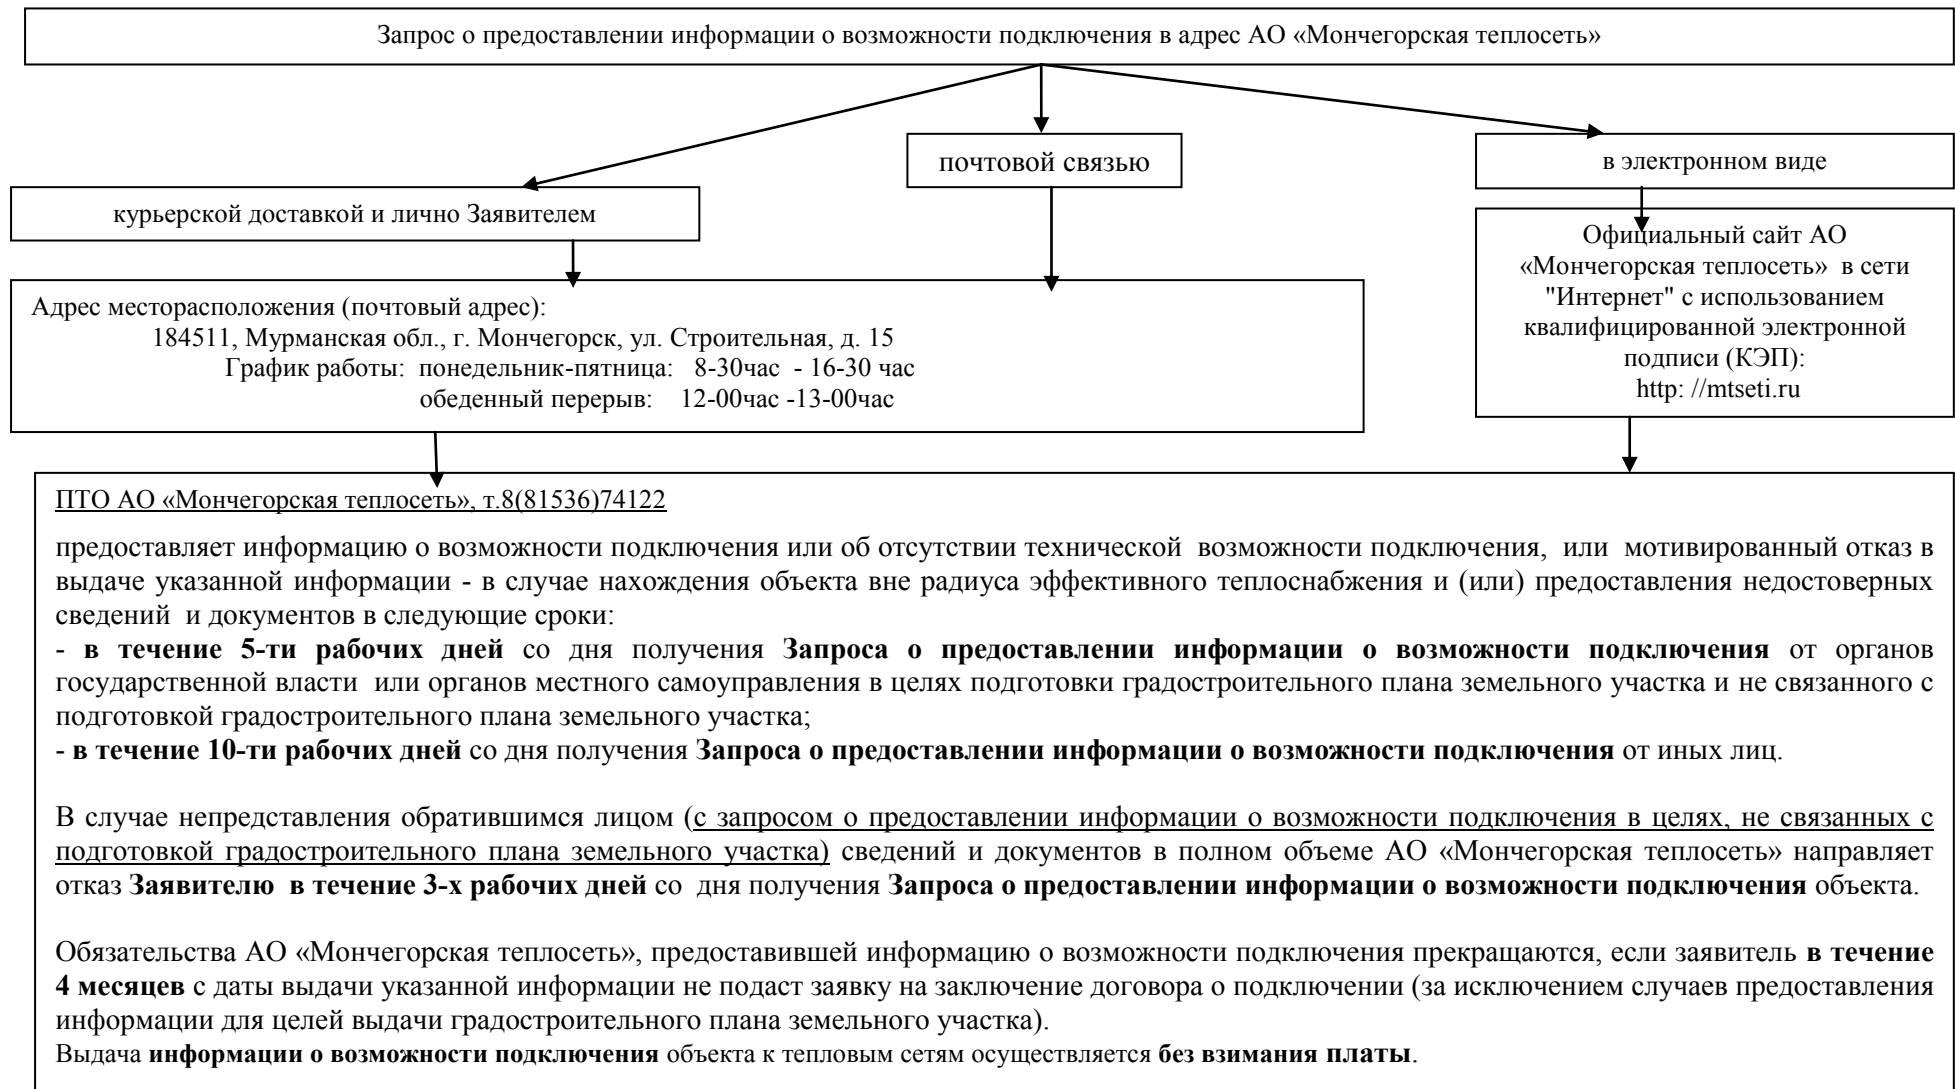 Запрос о предоставлении информации о возможности подключения в адрес АО «Мончегорская теплосеть»
почтовой связью
в электронном виде
курьерской доставкой и лично Заявителем
Официальный сайт АО
«Мончегорская теплосеть» в сети
"Интернет" с использованием
квалифицированной электронной
подписи (КЭП):
http: //mtseti.ru
Адрес месторасположения (почтовый адрес):
184511, Мурманская обл., г. Мончегорск, ул. Строительная, д. 15
График работы: понедельник-пятница: 8-30час - 16-30 час
обеденный перерыв: 12-00час -13-00час
ПТО АО «Мончегорская теплосеть», т.8(81536)74122
предоставляет информацию о возможности подключения или об отсутствии технической возможности подключения, или мотивированный отказ в
выдаче указанной информации - в случае нахождения объекта вне радиуса эффективного теплоснабжения и (или) предоставления недостоверных
сведений и документов в следующие сроки:
- в течение 5-ти рабочих дней со дня получения Запроса о предоставлении информации о возможности подключения от органов
государственной власти или органов местного самоуправления в целях подготовки градостроительного плана земельного участка и не связанного с
подготовкой градостроительного плана земельного участка;
- в течение 10-ти рабочих дней со дня получения Запроса о предоставлении информации о возможности подключения от иных лиц.
В случае непредставления обратившимся лицом (с запросом о предоставлении информации о возможности подключения в целях, не связанных с
подготовкой градостроительного плана земельного участка) сведений и документов в полном объеме АО «Мончегорская теплосеть» направляет
отказ Заявителю в течение 3-х рабочих дней со дня получения Запроса о предоставлении информации о возможности подключения объекта.
Обязательства АО «Мончегорская теплосеть», предоставившей информацию о возможности подключения прекращаются, если заявитель в течение
4 месяцев с даты выдачи указанной информации не подаст заявку на заключение договора о подключении (за исключением случаев предоставления
информации для целей выдачи градостроительного плана земельного участка).
Выдача информации о возможности подключения объекта к тепловым сетям осуществляется без взимания платы.